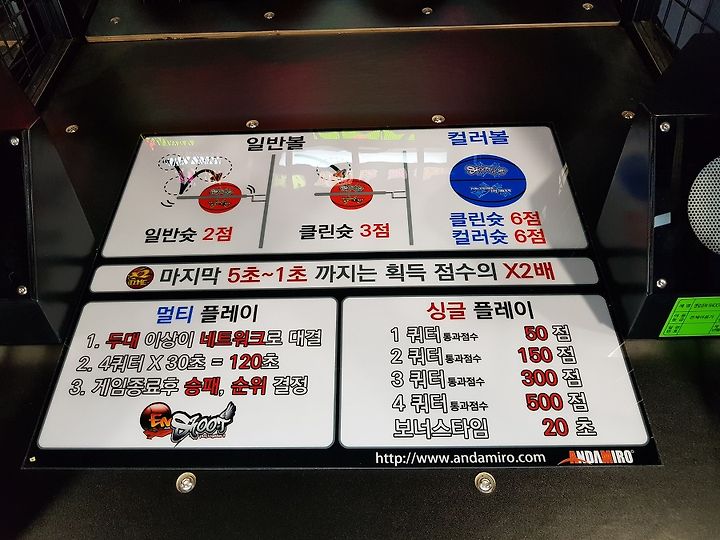 일반볼
컬러볼
일반슛 2점
클린슛 3점
클린슛 6점
컬러슛 6점
X2
TIME
마지막 5초~1초 까지는 획득 점수의 X2배
멀티 플레이
1. 두대 이상이 네트워크로 대결
2. 4쿼터 X 30초 = 120초
3. 게임종료후 승패, 순위 결정
싱글 플레이
1 쿼터 통과점수 50 점
2 쿼터 통과점수 150 점
3 쿼터 통과점수 300 점
4 쿼터 통과점수 500 점
보너스타임 20 초
http://www.andamiro.com
ANDAMIRO